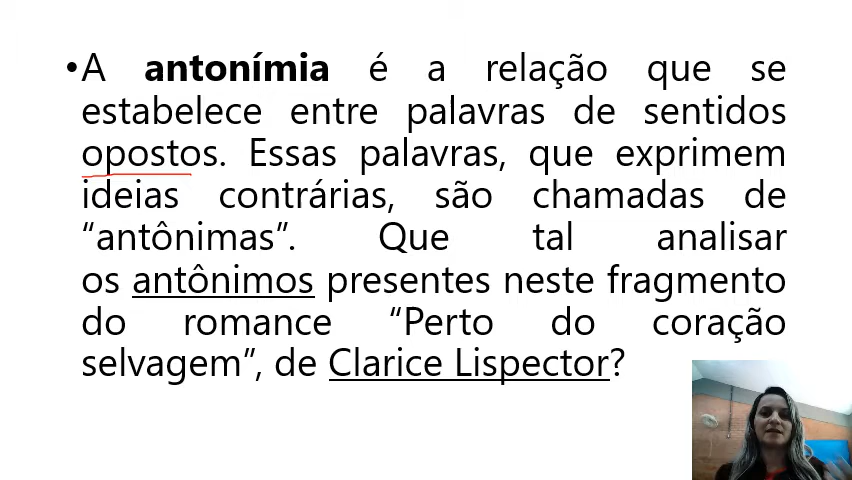 •A antonímia é a relação que se
estabelece entre palavras de sentidos
opostos. Essas palavras, que exprimem
ideias contrárias, são chamadas de
“antônimas”. Que tal analisar
os antônimos presentes neste fragmento
do romance “Perto do coração
selvagem”, de Clarice Lispector?